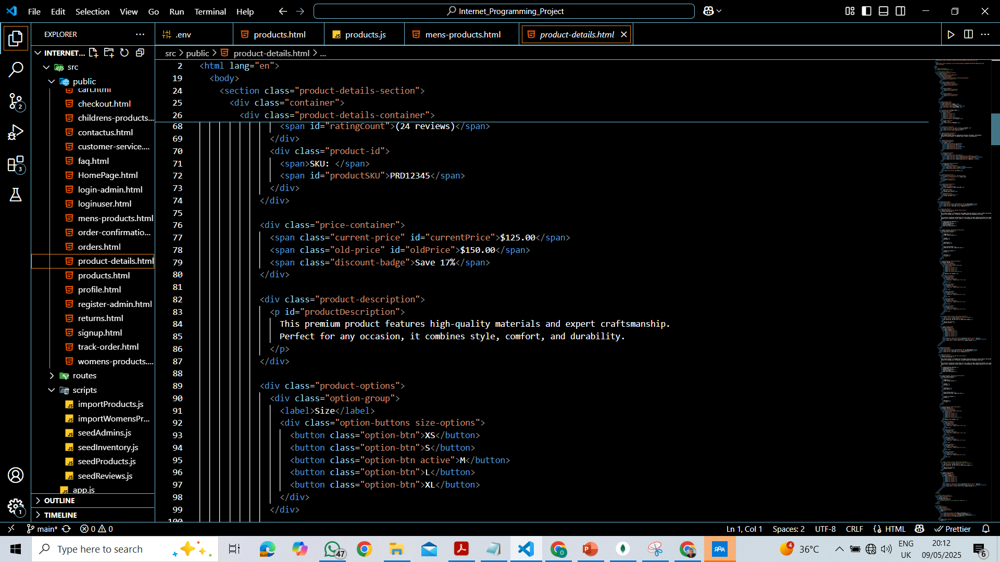 File Edit Selection View Go Run Terminal Help
Internet_Programming_Project
EXPLORER
.env
products.html
products.js
mens-products.html
product-details.html
INTERNET...
src > public > product-details.html > ...
src
public
cart.html
checkout.html
childrens-products...
contactus.html
customer-service....
faq.html
HomePage.html
login-admin.html
loginuser.html
mens-products.html
order-confirmatio...
orders.html
product-details.html
products.html
profile.html
register-admin.html
returns.html
signup.html
track-order.html
womens-products....
routes
scripts
importProducts.js
importWomensPr...
seedAdmins.js
seedInventory.js
seedProducts.js
seedReviews.js
app.js
OUTLINE
TIMELINE
2 <html lang="en">
19 <body>
24 <section class="product-details-section">
25 <div class="container">
26 <div class="product-details-container">
68 <span id="ratingCount">(24 reviews)</span>
69 </div>
70 <div class="product-id">
71 <span>SKU: </span>
72 <span id="productSKU">PRD12345</span>
73 </div>
74 </div>
75
76 <div class="price-container">
77 <span class="current-price" id="currentPrice">$125.00</span>
78 <span class="old-price" id="oldPrice">$150.00</span>
79 <span class="discount-badge">Save 17%</span>
80 </div>
81
82 <div class="product-description">
83 <p id="productDescription">
84 This premium product features high-quality materials and expert craftsmanship.
85 Perfect for any occasion, it combines style, comfort, and durability.
86 </p>
87 </div>
88
89 <div class="product-options">
90 <div class="option-group">
91 <label>Size</label>
92 <div class="option-buttons size-options">
93 <button class="option-btn">XS</button>
94 <button class="option-btn">S</button>
95 <button class="option-btn active">M</button>
96 <button class="option-btn">L</button>
97 <button class="option-btn">XL</button>
98 </div>
99 </div>
100
2
3
1
main* 0 0
Ln 1, Col 1 Spaces: 2 UTF-8 CRLF HTML Prettier
Type here to search
47
4
36°C
ENG
UK
20:12
09/05/2025
6